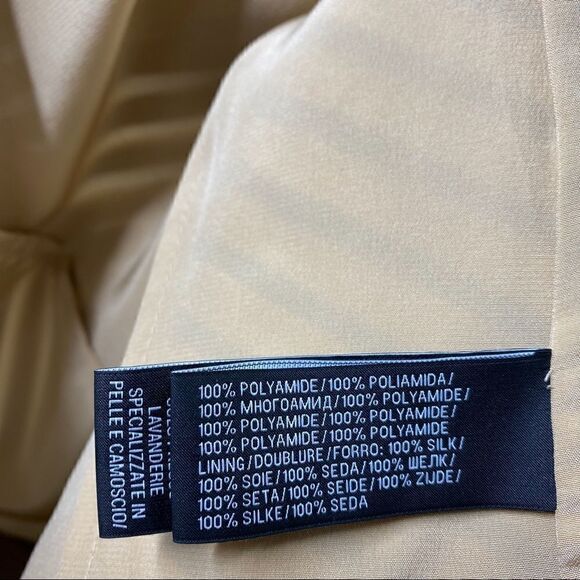 100% POLYAMIDE/100% POLIAMIDA/
100% МНОГОАМИД/100% POLYAMIDE/
100% POLYAMIDE/100% POLYAMIDE/
100% POLYAMIDE/100% POLYAMIDE
LINING/DOUBLURE/FORRO: 100% SILK/
100% SOIE/100% SEDA/100% ШЕЛК/
100% SETA/100% SEIDE/100% ZIJDE/
100% SILKE/100% SEDA
LAVANDERIE
SPECIALIZZATE IN
PELLE E CAMOSCIO/